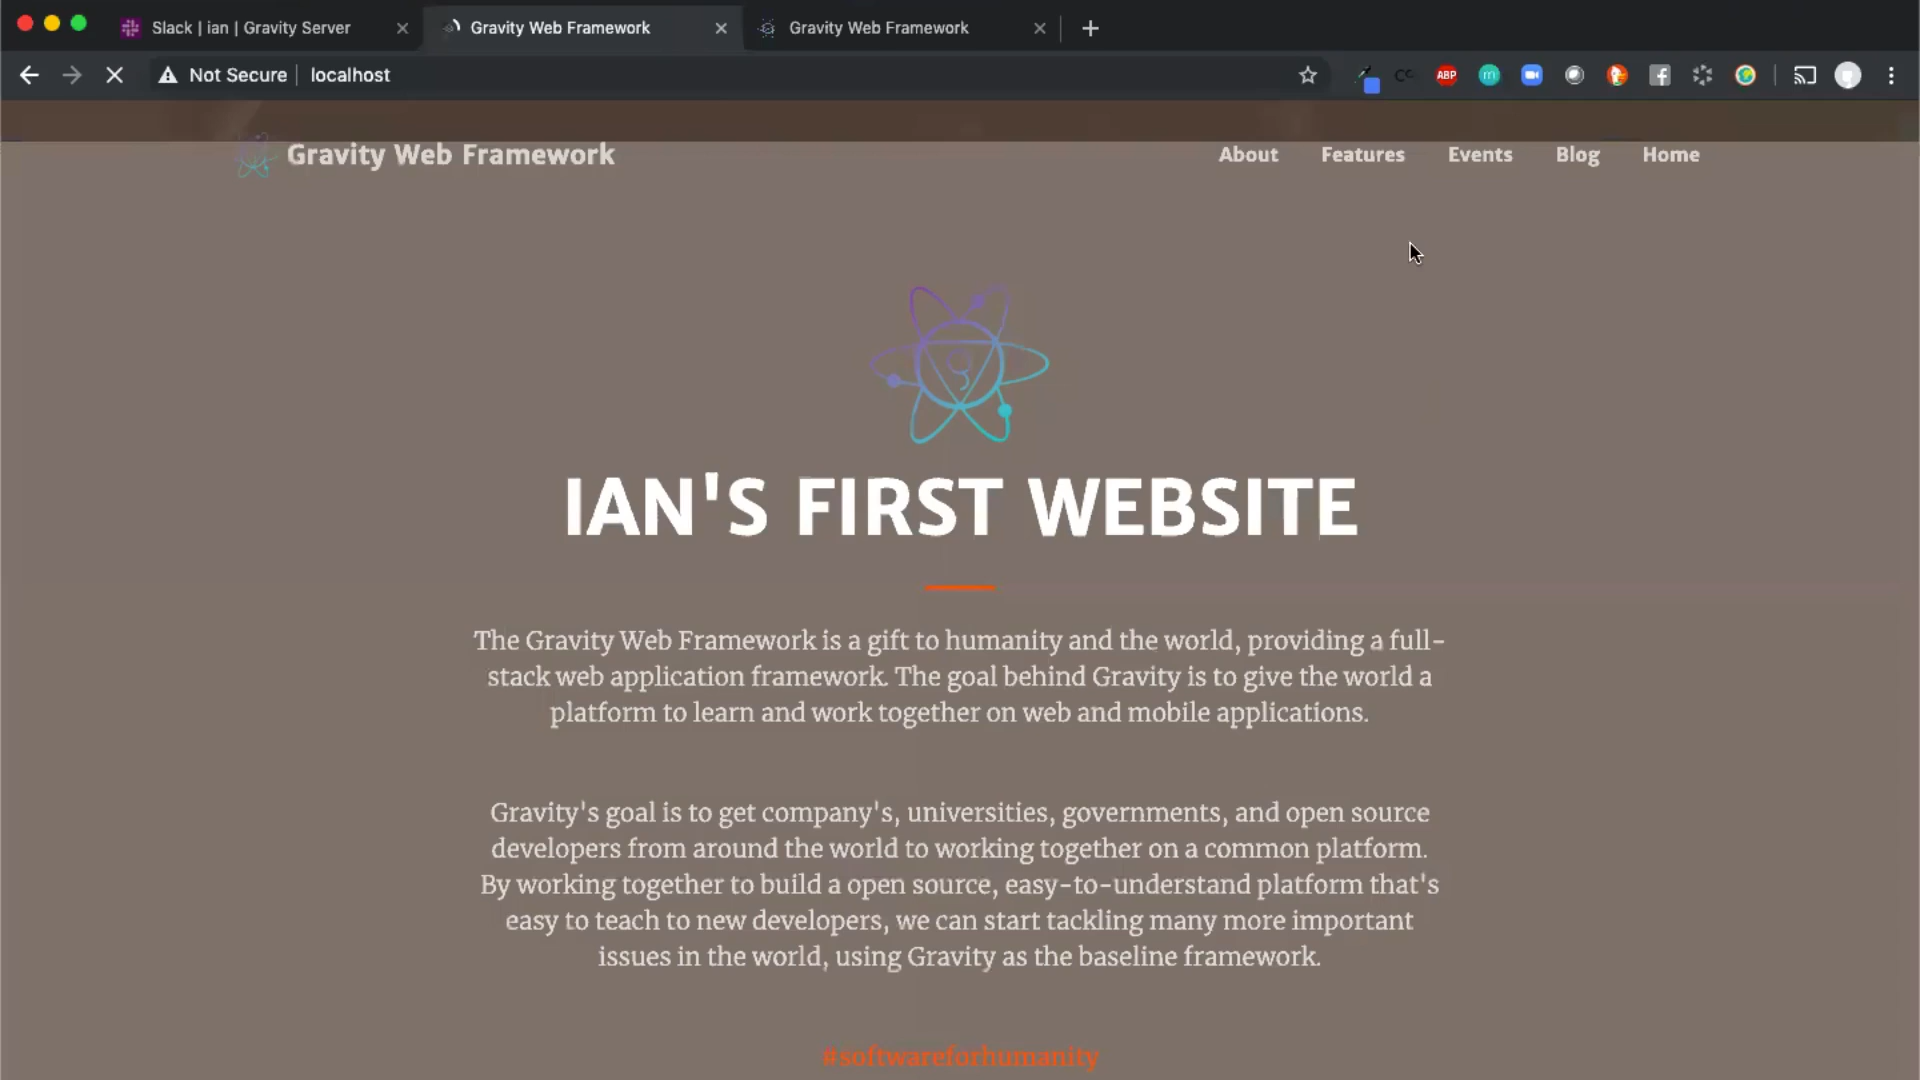 Slack | ian | Gravity Server
Gravity Web Framework
Gravity Web Framework
Not Secure
localhost
ABP
Gravity Web Framework
About
Features
Events
Blog
Home
IAN'S FIRST WEBSITE
The Gravity Web Framework is a gift to humanity and the world, providing a full-
stack web application framework. The goal behind Gravity is to give the world a
platform to learn and work together on web and mobile applications.
Gravity's goal is to get company's, universities, governments, and open source
developers from around the world to working together on a common platform.
By working together to build a open source, easy-to-understand platform that's
easy to teach to new developers, we can start tackling many more important
issues in the world, using Gravity as the baseline framework.
#softwareforhumanity